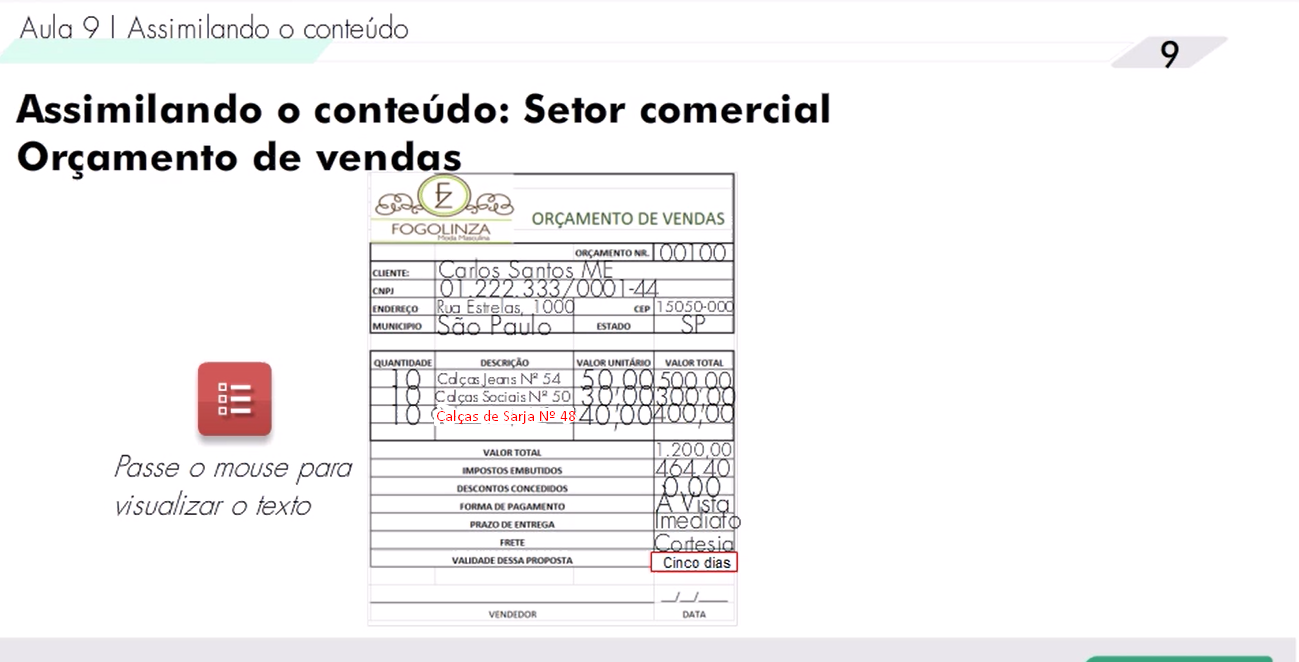 Aula 9 | Assimilando o conteúdo
9
Assimilando o conteúdo: Setor comercial
Orçamento de vendas
FZ
FOGOLINZA
Moda Masculina
ORÇAMENTO DE VENDAS
ORÇAMENTO NR. 00100
CLIENTE: Carlos Santos ME
CNPJ 01.222.333/0001-44
ENDEREÇO Rua Estrelas, 1000 CEP 15050-000
MUNICIPIO São Paulo ESTADO SP
QUANTIDADE DESCRIÇÃO VALOR UNITÁRIO VALOR TOTAL
10 Calças Jeans Nº 54 50,00 500,00
10 Calças Sociais Nº 50 30,00 300,00
10 Calças de Sarja Nº 48 40,00 400,00
VALOR TOTAL 1.200,00
IMPOSTOS EMBUTIDOS 464,40
DESCONTOS CONCEDIDOS 0,00
FORMA DE PAGAMENTO À Vista
PRAZO DE ENTREGA Imediato
FRETE Cortesia
VALIDADE DESSA PROPOSTA Cinco dias
__/__/____
VENDEDOR DATA
Passe o mouse para
visualizar o texto